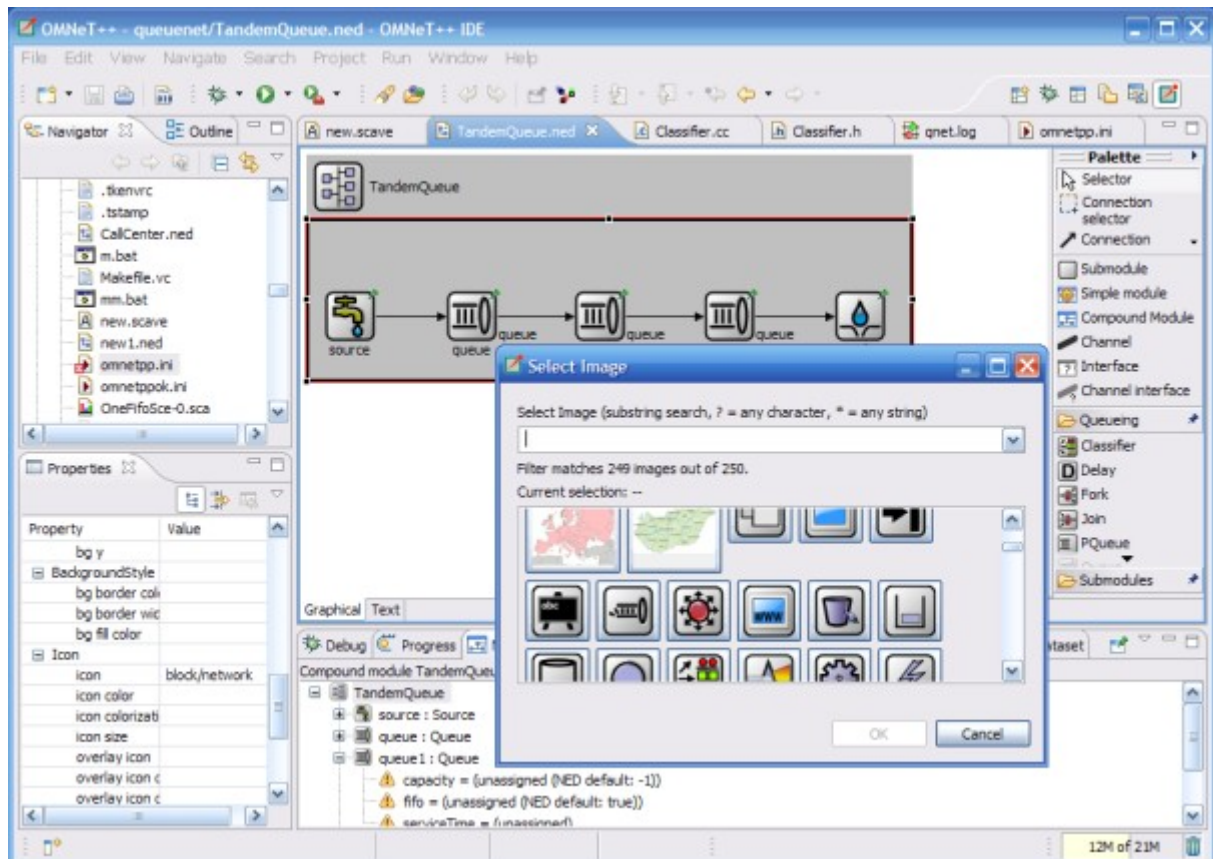 OMNeT++ - queuenet/TandemQueue.ned - OMNeT++ IDE
File Edit View Navigate Search Project Run Window Help
Navigator
Outline
new.scave
TandemQueue.ned
Classifier.cc
Classifier.h
qnet.log
omnetpp.ini
.tkenvrc
.tstamp
CallCenter.ned
m.bat
Makefile.vc
mm.bat
new.scave
new1.ned
omnetpp.ini
omnetppok.ini
OneFifoSce-0.sca
TandemQueue
source
queue
queue
queue
queue
Palette
Selector
Connection
selector
Connection
Submodule
Simple module
Compound Module
Channel
Interface
Channel interface
Queueing
Classifier
Delay
Fork
Join
PQueue
Submodules
Select Image
Select Image (substring search, ? = any character, * = any string)
Filter matches 249 images out of 250.
Current selection: --
abc
www
OK
Cancel
Properties
Property Value
bg y
BackgroundStyle
bg border colo
bg border wid
bg fill color
Icon
icon block/network
icon color
icon colorizati
icon size
overlay icon
overlay icon c
overlay icon c
Graphical Text
Debug
Progress
Dataset
Compound module TandemQueu
TandemQueue
source : Source
queue : Queue
queue1 : Queue
capacity = (unassigned (NED default: -1))
fifo = (unassigned (NED default: true))
serviceTime = (unassigned)
12M of 21M